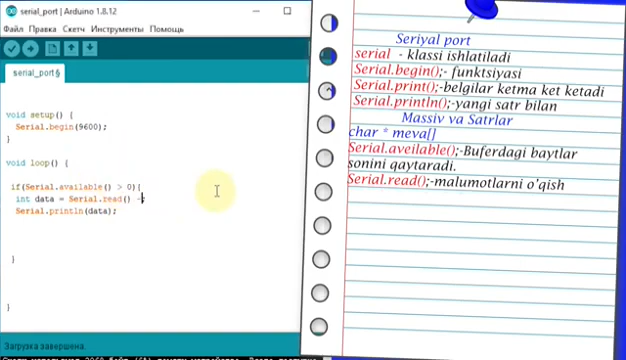 serial_port | Arduino 1.8.12
Файл Правка Скетч Инструменты Помощь
serial_port §
void setup() {
Serial.begin(9600);
}
void loop() {
if(Serial.available() > 0){
int data = Serial.read() -;
Serial.println(data);
}
}
Загрузка завершена.
Seriyal port
serial - klassi ishlatiladi
Serial.begin();- funktsiyasi
Serial.print();-belgilar ketma ket ketadi
Serial.println();-yangi satr bilan
Massiv va Satrlar
char * meva[]
Serial.aveilable();-Buferdagi baytlar
sonini qaytaradi.
Serial.read();-malumotlarni o'qish